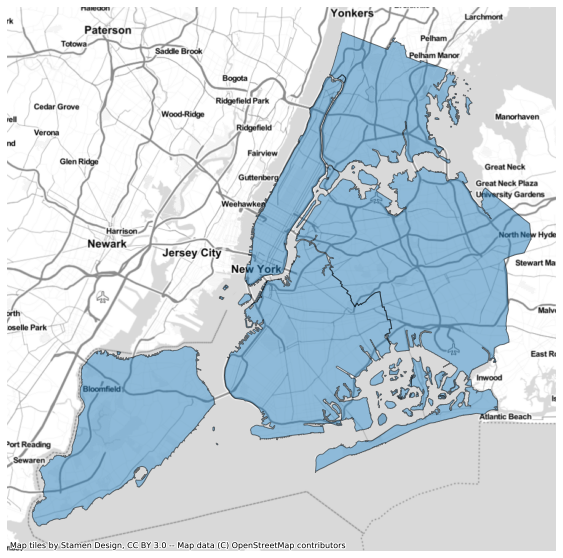 Haledon
Yonkers
Larchmont
Paterson
Totowa
Saddle Brook
Pelham
Pelham Manor
Bogota
Cedar Grove
Ridgefield Park
Wood-Ridge
Manorhaven
Verona
Ridgefield
Fairview
Glen Ridge
Great Neck
Guttenberg
Great Neck Plaza
University Gardens
Weehawken
Harrison
North New Hyde
Newark
Jersey City
Stewart Ma
New York
Malv
oselle Park
East Ro
Inwood
Bloomfield
Atlantic Beach
Port Reading
Sewaren
Map tiles by Stamen Design, CC BY 3.0 -- Map data (C) OpenStreetMap contributors